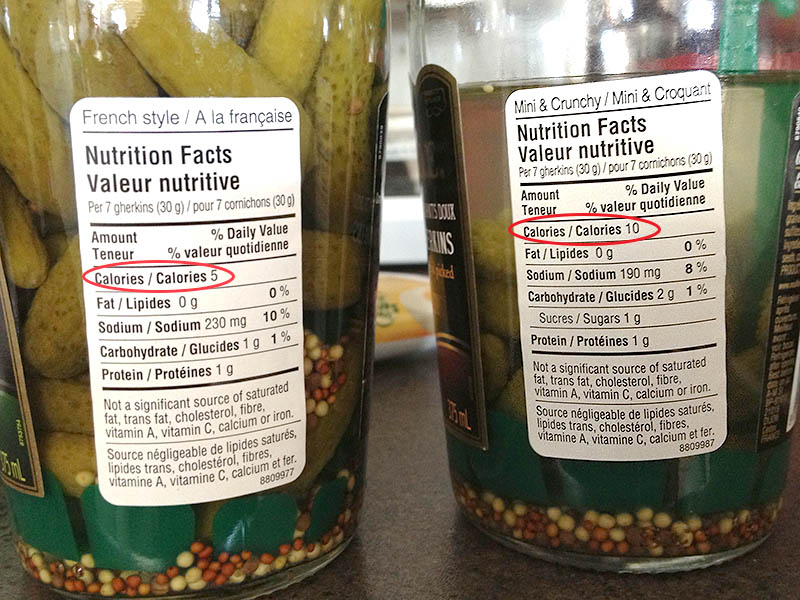 French style / A la française
Nutrition Facts
Valeur nutritive
Per 7 gherkins (30 g) / pour 7 cornichons (30 g)
Amount % Daily Value
Teneur % valeur quotidienne
Calories / Calories 5
Fat / Lipides 0 g 0 %
Sodium / Sodium 230 mg 10 %
Carbohydrate / Glucides 1 g 1 %
Protein / Protéines 1 g
Not a significant source of saturated
fat, trans fat, cholesterol, fibre,
vitamin A, vitamin C, calcium or iron.
Source négligeable de lipides saturés,
lipides trans, cholestérol, fibres,
vitamine A, vitamine C, calcium et fer.
8809977
75 mL
Mini & Crunchy / Mini & Croquant
Nutrition Facts
Valeur nutritive
Per 7 gherkins (30 g) / pour 7 cornichons (30 g)
Amount % Daily Value
Teneur % valeur quotidienne
Calories / Calories 10
Fat / Lipides 0 g 0 %
Sodium / Sodium 190 mg 8 %
Carbohydrate / Glucides 2 g 1 %
Sucres / Sugars 1 g
Protein / Protéines 1 g
Not a significant source of saturated
fat, trans fat, cholesterol, fibre,
vitamin A, vitamin C, calcium or iron.
Source négligeable de lipides saturés,
lipides trans, cholestérol, fibres,
vitamine A, vitamine C, calcium et fer.
8809987
NTS DOUX
RKINS
picked
375 mL